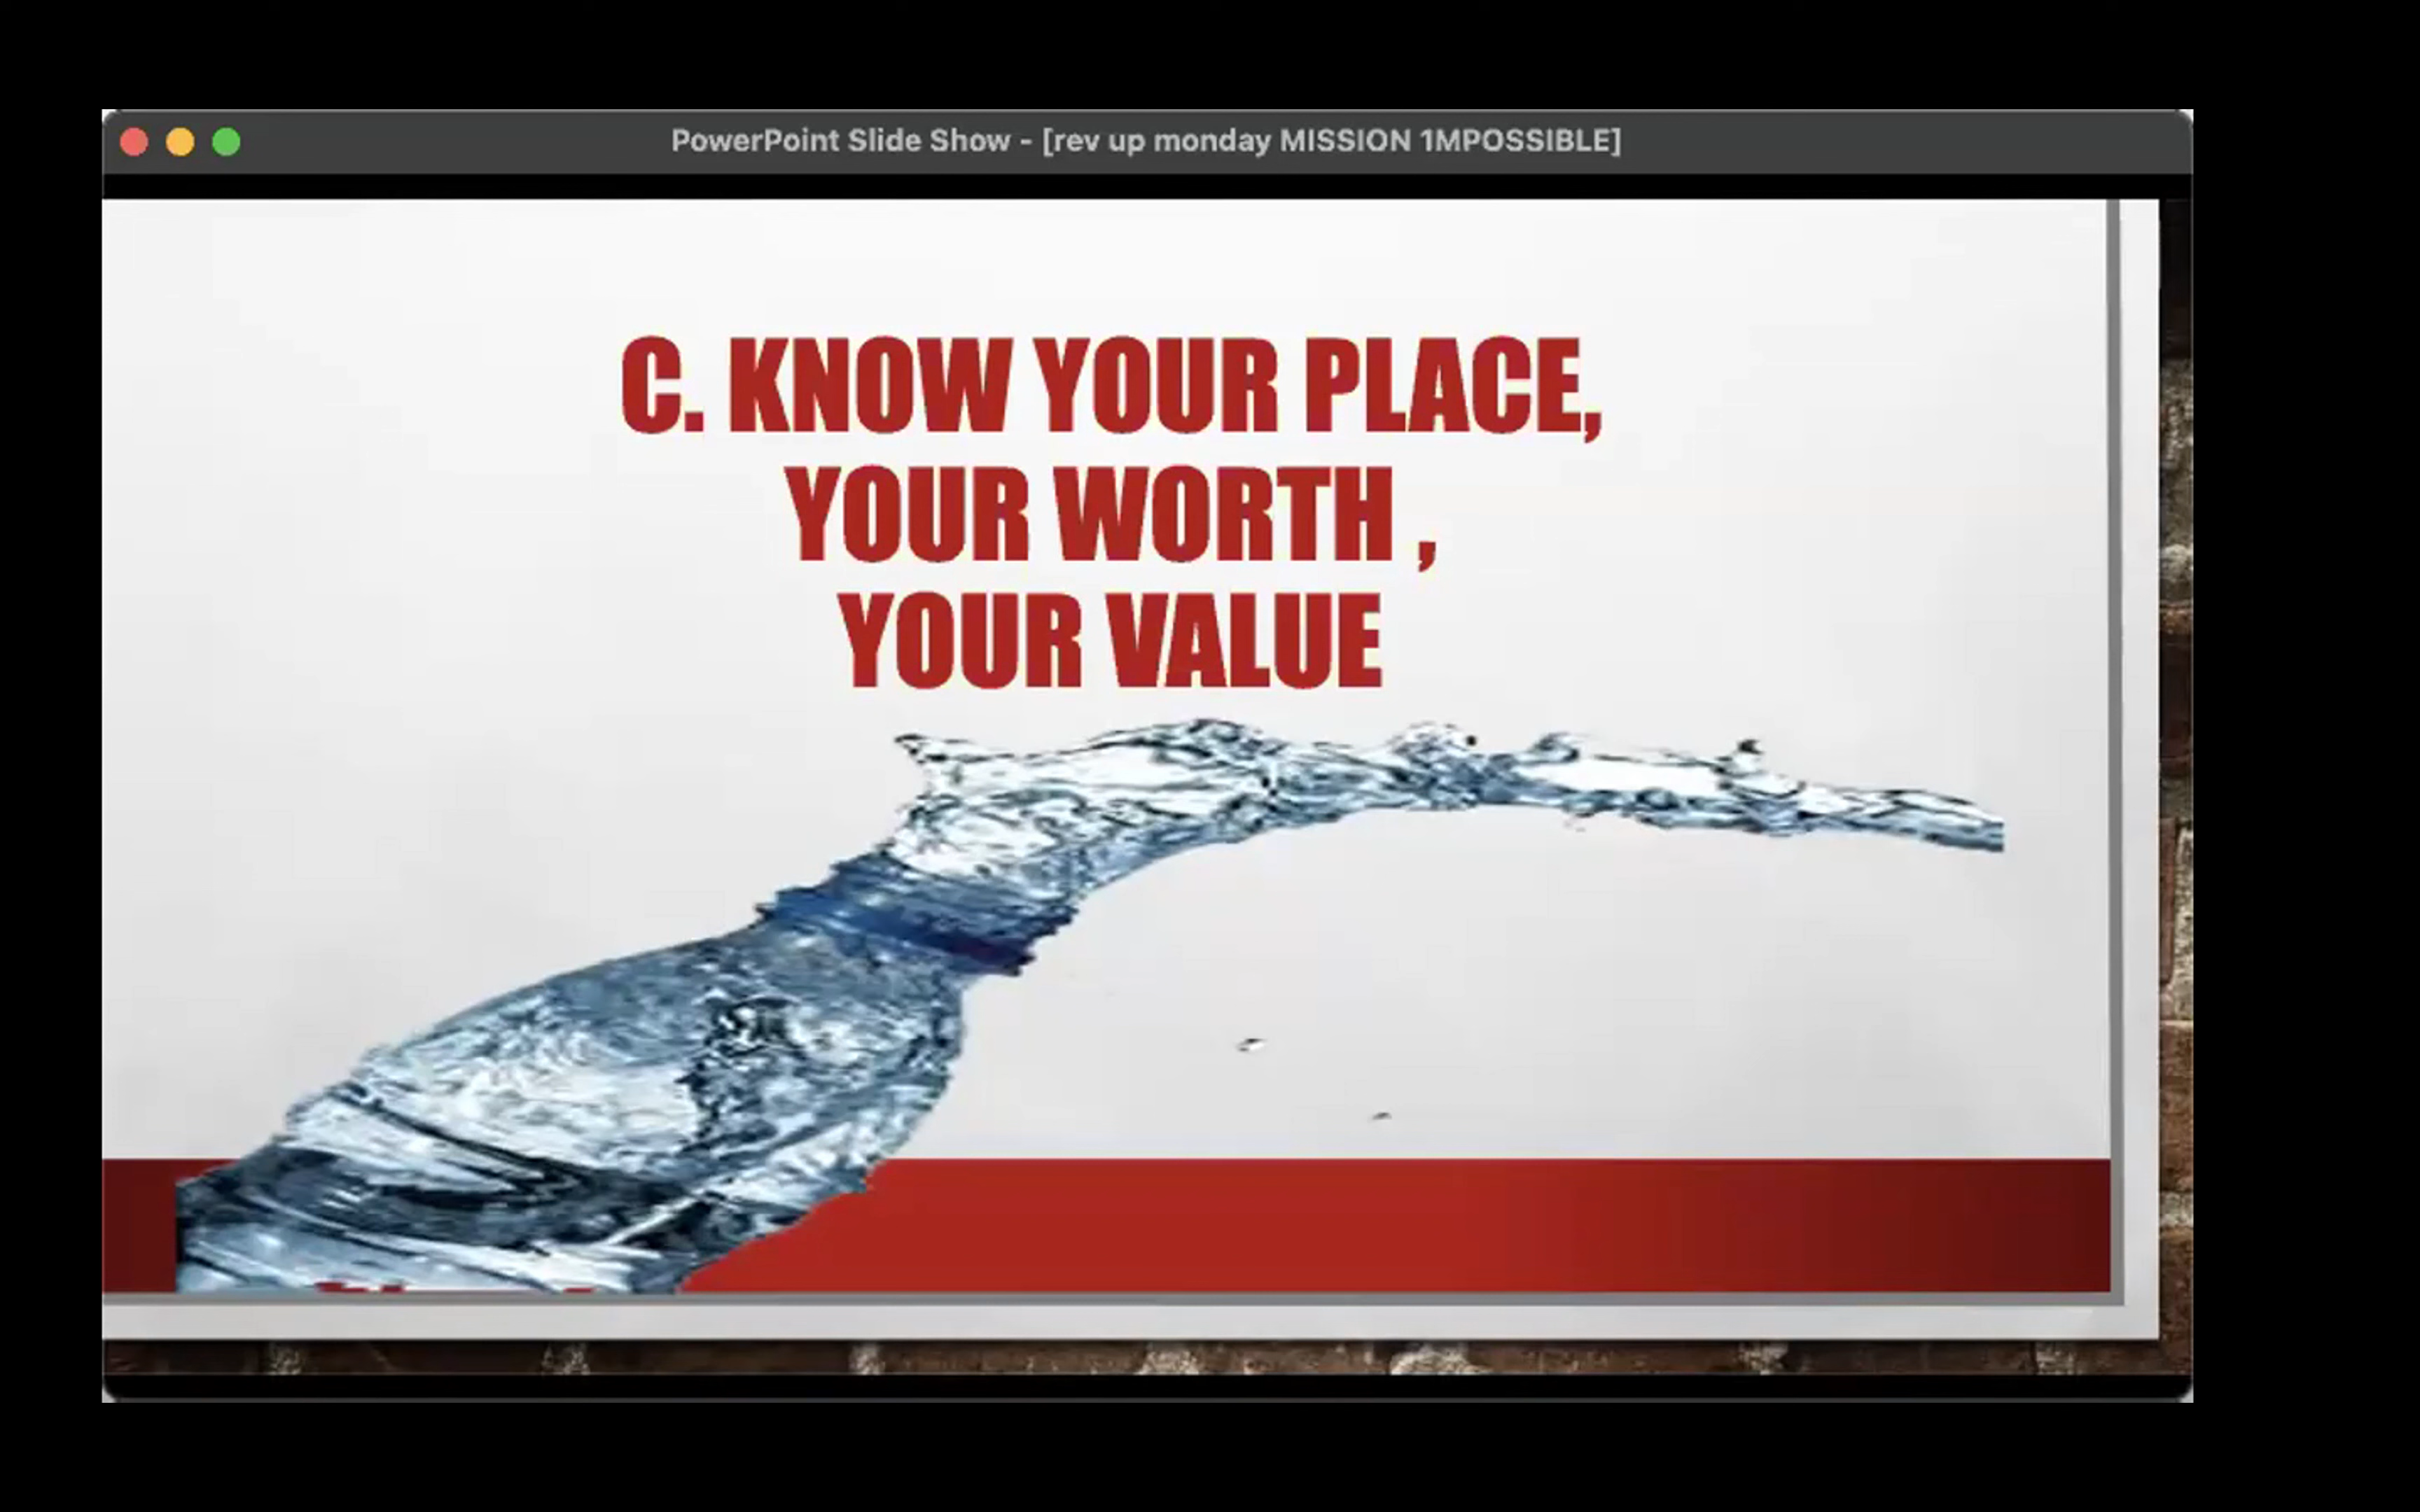 PowerPoint Slide Show - [rev up monday MISSION 1MPOSSIBLE]
C. KNOW YOUR PLACE,
YOUR WORTH ,
YOUR VALUE